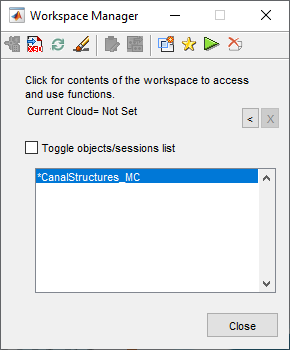 Workspace Manager
Click for contents of the workspace to access
and use functions.
Current Cloud= Not Set
< X
Toggle objects/sessions list
*CanalStructures_MC
Close